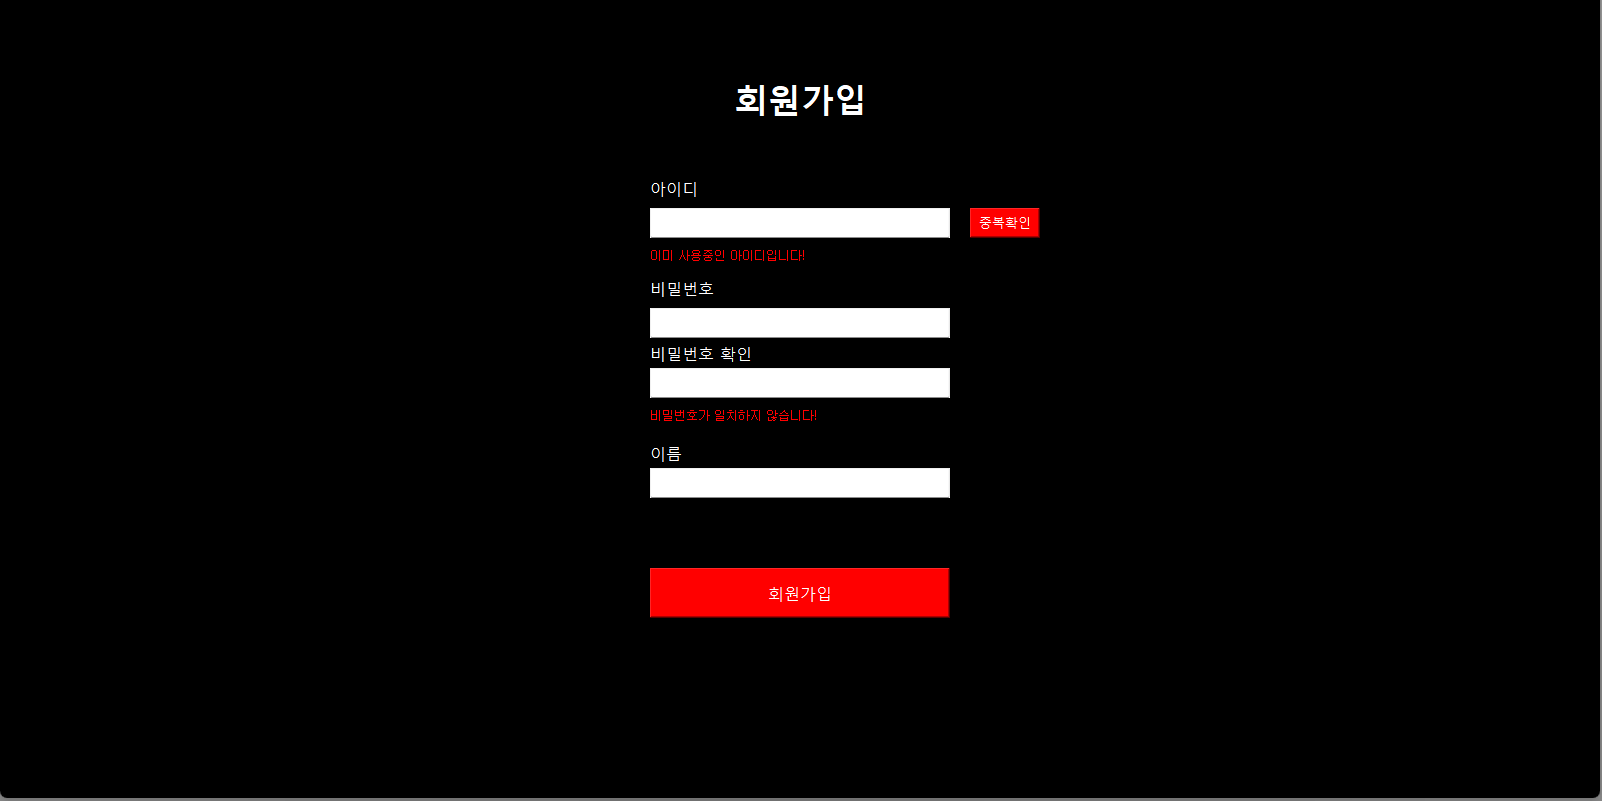 회원가입
아이디
중복확인
이미 사용중인 아이디입니다!
비밀번호
비밀번호 확인
비밀번호가 일치하지 않습니다!
이름
회원가입